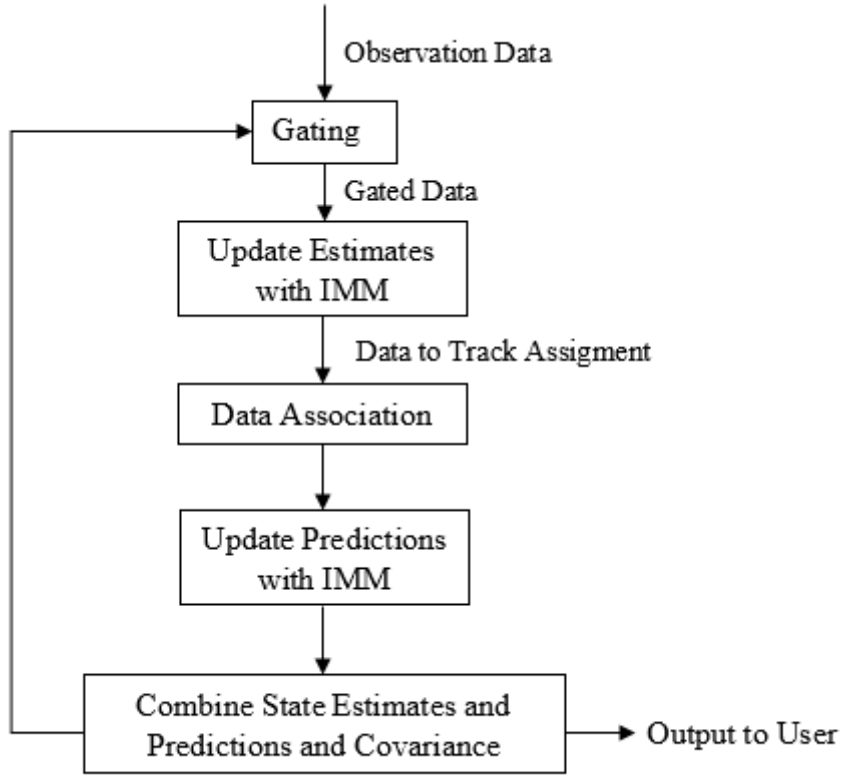 Observation Data
Gating
Gated Data
Update Estimates
with IMM
Data to Track Assigment
Data Association
Update Predictions
with IMM
Combine State Estimates and
Predictions and Covariance
Output to User